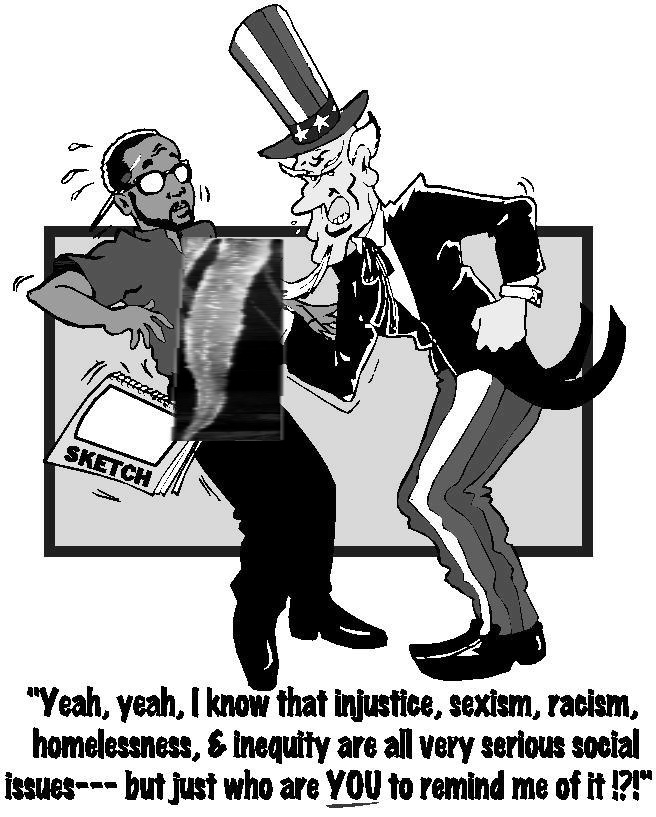 SKETCH
"Yeah, yeah, I know that injustice, sexism, racism,
homelessness, & inequity are all very serious social
issues--- but just who are YOU to remind me of it !?!"